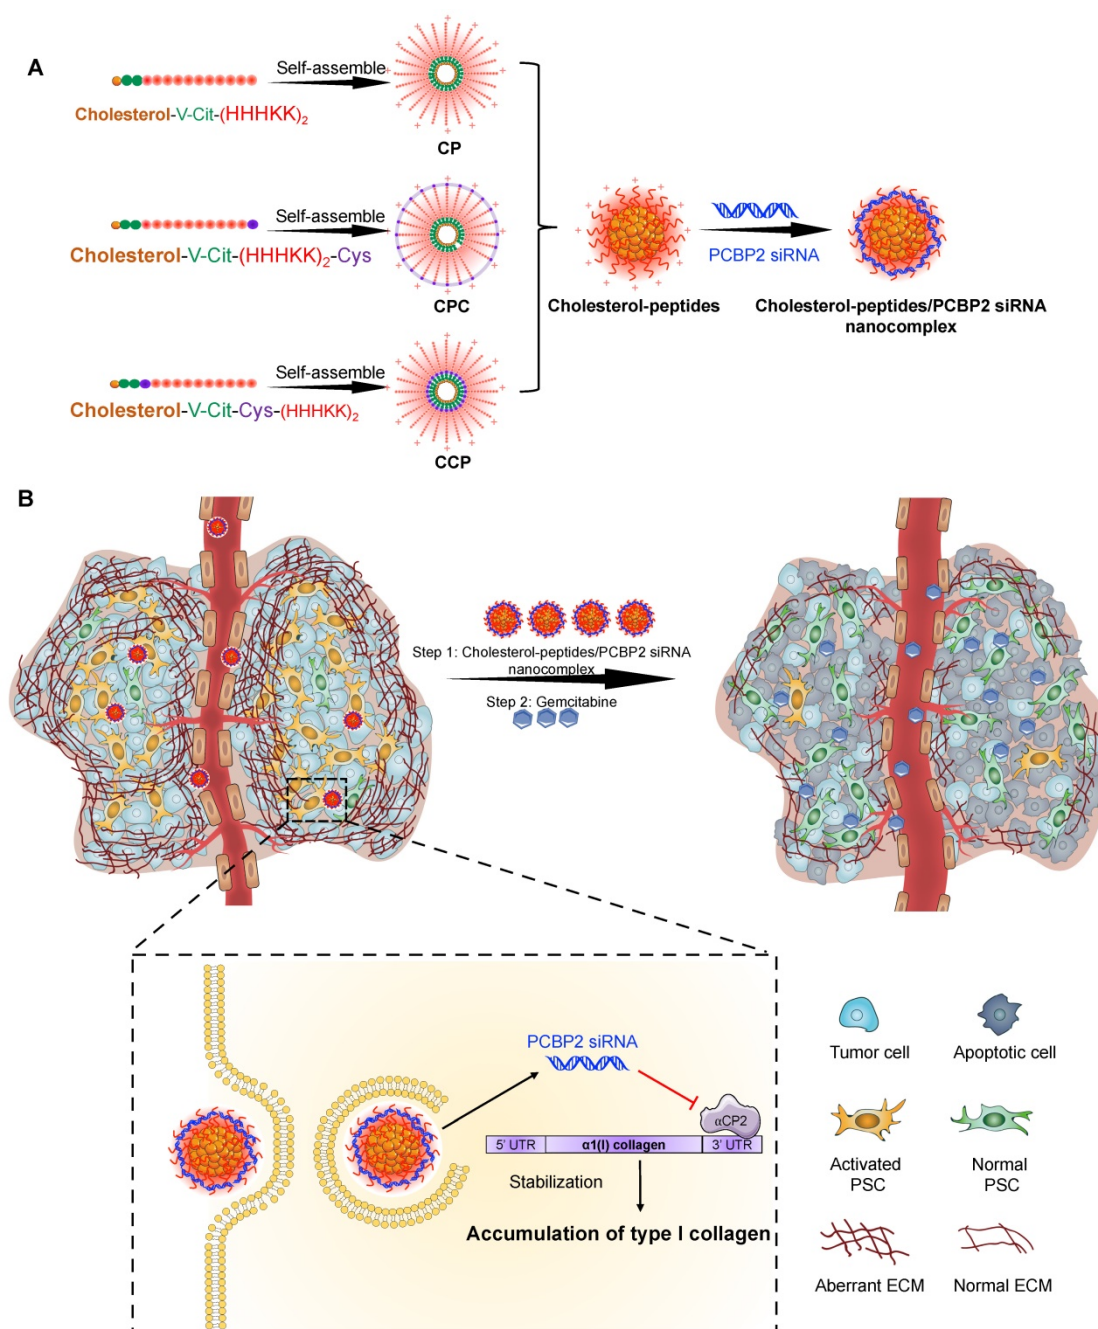 A
Self-assemble
Cholesterol-V-Cit-(HHHKK)₂
CP
Self-assemble
Cholesterol-V-Cit-(HHHKK)₂-Cys
CPC
Self-assemble
Cholesterol-V-Cit-Cys-(HHHKK)₂
CCP
Cholesterol-peptides
PCBP2 siRNA
Cholesterol-peptides/PCBP2 siRNA
nanocomplex
B
Step 1: Cholesterol-peptides/PCBP2 siRNA
nanocomplex
Step 2: Gemcitabine
PCBP2 siRNA
αCP2
5' UTR
α1(I) collagen
3' UTR
Stabilization
Accumulation of type I collagen
Tumor cell
Apoptotic cell
Activated
PSC
Normal
PSC
Aberrant ECM
Normal ECM